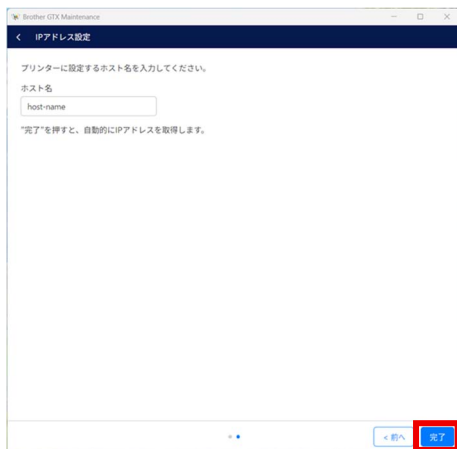 Brother GTX Maintenance
< IPアドレス設定
プリンターに設定するホスト名を入力してください。
ホスト名
host-name
"完了"を押すと、自動的にIPアドレスを取得します。
< 前へ 完了